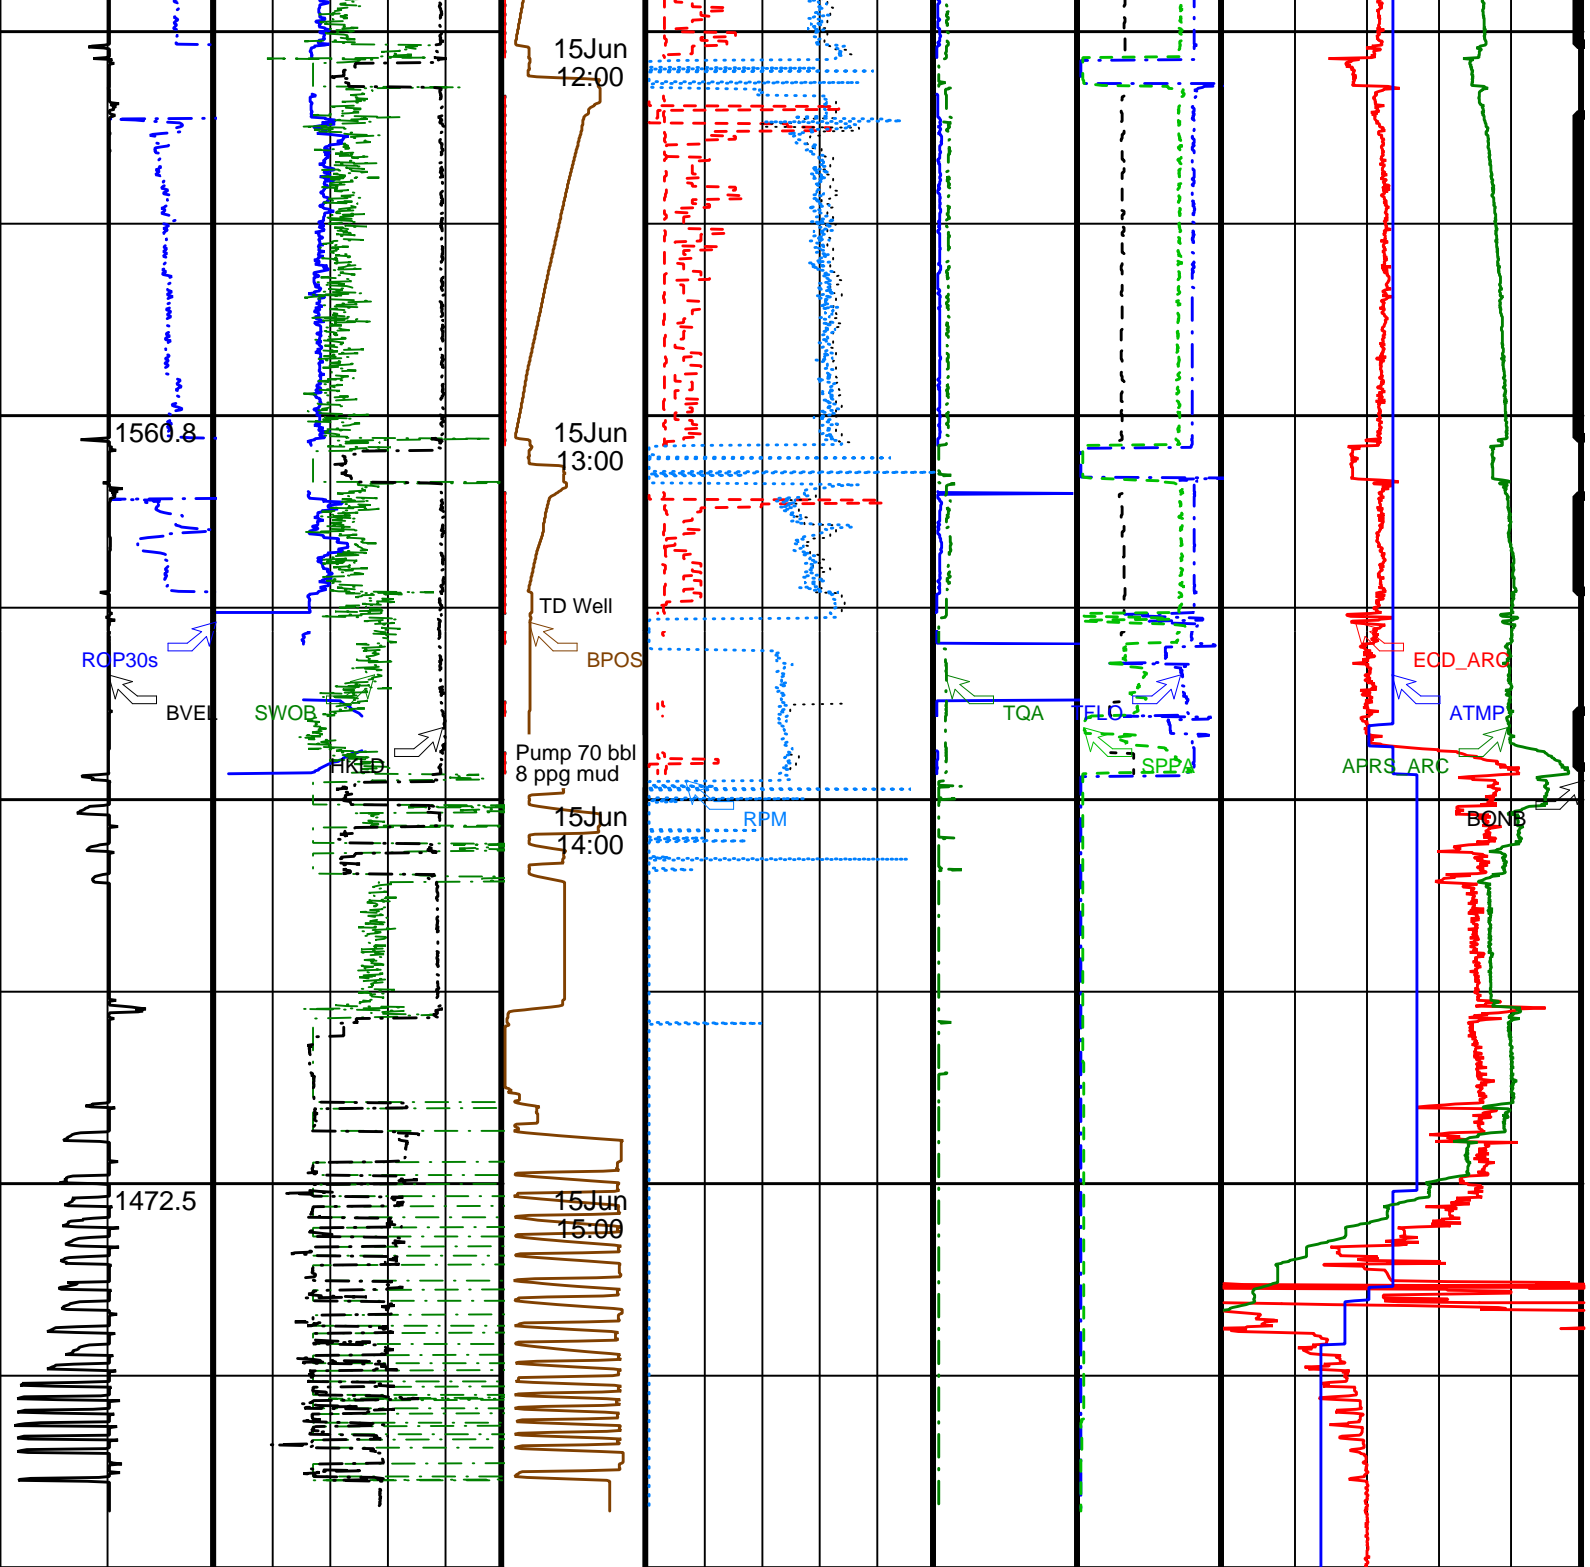 15Jun
12:00
1560.8
15Jun
13:00
TD Well
ROP30s
BPOS
ECD_ARC
BVEL
SWOB
TQA
TFLO
ATMP
Pump 70 bbl
8 ppg mud
HKLD
SPPA
APRS_ARC
15Jun
14:00
RPM
BONB
1472.5
15Jun
15:00